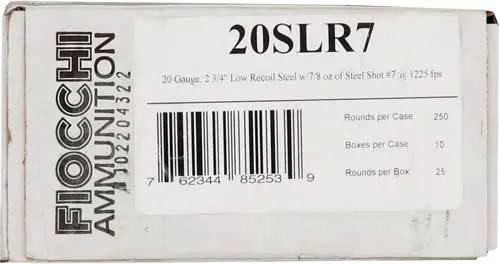 20SLR7
20 Gauge, 2 3/4" Low Recoil Steel w/7/8 oz of Steel Shot #7 @ 1225 fps
FIOCCHI
AMMUNITION
Rounds per Case 250
Boxes per Case 10
Rounds per Box 25
7 62344 85253 9